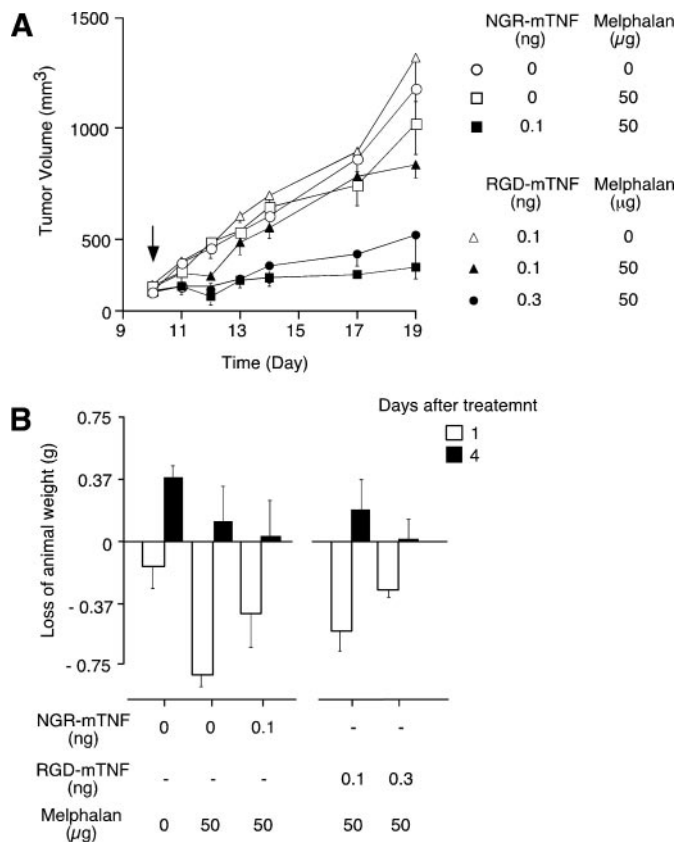 A
NGR-mTNF Melphalan
(ng) (µg)
0 0
0 50
0.1 50
RGD-mTNF Melphalan
(ng) (µg)
0.1 0
0.1 50
0.3 50
Tumor Volume (mm3)
1500
1000
500
0
9 11 13 15 17 19
Time (Day)
B
Days after treatemnt
1
4
Loss of animal weight (g)
0.75
0.37
0
- 0.37
- 0.75
NGR-mTNF 0 0 0.1 - -
(ng)
RGD-mTNF - - - 0.1 0.3
(ng)
Melphalan 0 50 50 50 50
(µg)